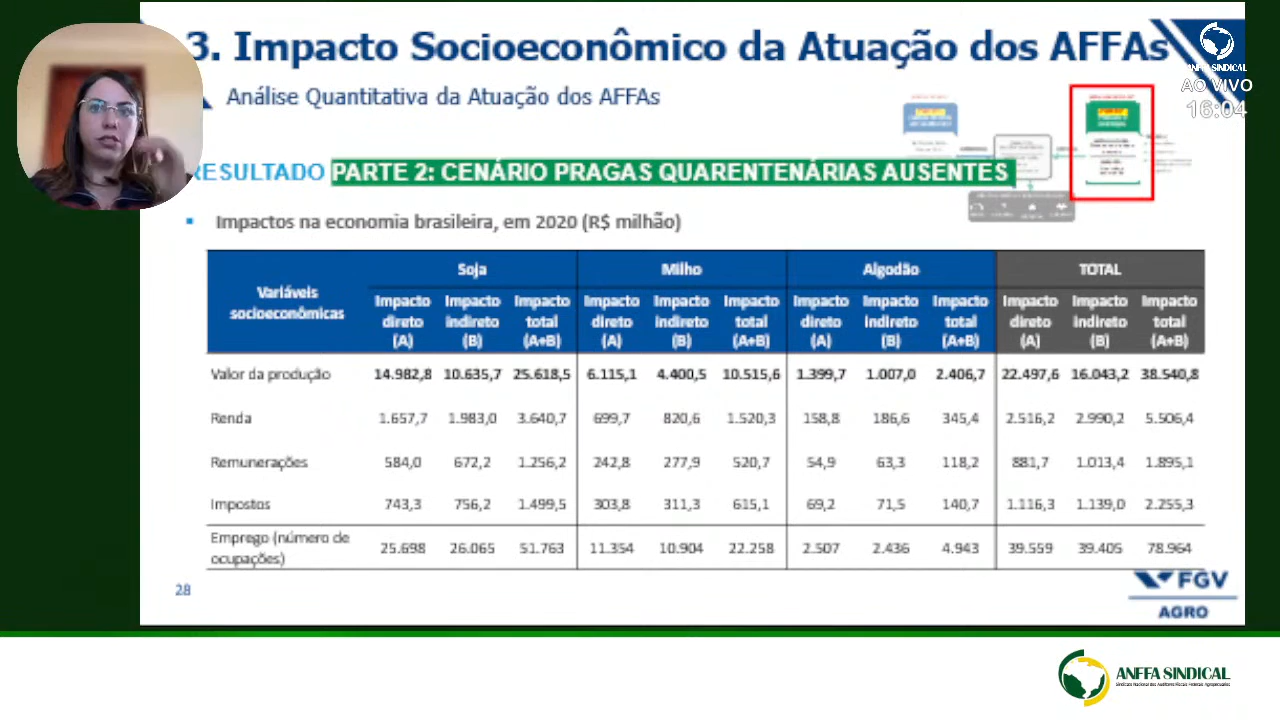 3. Impacto Socioeconômico da Atuação dos AFFAs
ANFFA SINDICAL
AO VIVO
16:04
Análise Quantitativa da Atuação dos AFFAs
RESULTADO PARTE 2: CENÁRIO PRAGAS QUARENTENÁRIAS AUSENTES
Impactos na economia brasileira, em 2020 (R$ milhão)
Variáveis socioeconômicas Soja Milho Algodão TOTAL
Impacto direto (A) Impacto indireto (B) Impacto total (A+B) Impacto direto (A) Impacto indireto (B) Impacto total (A+B) Impacto direto (A) Impacto indireto (B) Impacto total (A+B) Impacto direto (A) Impacto indireto (B) Impacto total (A+B)
Valor da produção 14.982,8 10.635,7 25.618,5 6.115,1 4.400,5 10.515,6 1.399,7 1.007,0 2.406,7 22.497,6 16.043,2 38.540,8
Renda 1.657,7 1.983,0 3.640,7 699,7 820,6 1.520,3 158,8 186,6 345,4 2.516,2 2.990,2 5.506,4
Remunerações 584,0 672,2 1.256,2 242,8 277,9 520,7 54,9 63,3 118,2 881,7 1.013,4 1.895,1
Impostos 743,3 756,2 1.499,5 303,8 311,3 615,1 69,2 71,5 140,7 1.116,3 1.139,0 2.255,3
Emprego (número de ocupações) 25.698 26.065 51.763 11.354 10.904 22.258 2.507 2.436 4.943 39.559 39.405 78.964
28
FGV
AGRO
ANFFA SINDICAL
Sindicato Nacional dos Auditores Fiscais Federais Agropecuários